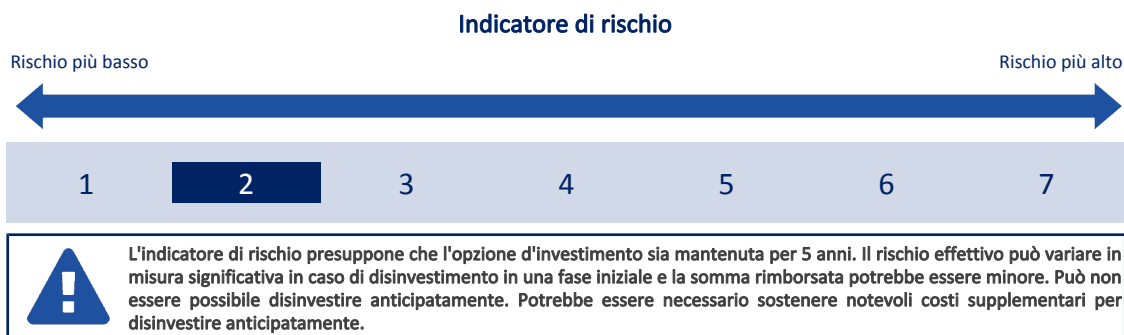 Indicatore di rischio
Rischio più basso
Rischio più alto
1 2 3 4 5 6 7
L'indicatore di rischio presuppone che l'opzione d'investimento sia mantenuta per 5 anni. Il rischio effettivo può variare in
misura significativa in caso di disinvestimento in una fase iniziale e la somma rimborsata potrebbe essere minore. Può non
essere possibile disinvestire anticipatamente. Potrebbe essere necessario sostenere notevoli costi supplementari per
disinvestire anticipatamente.